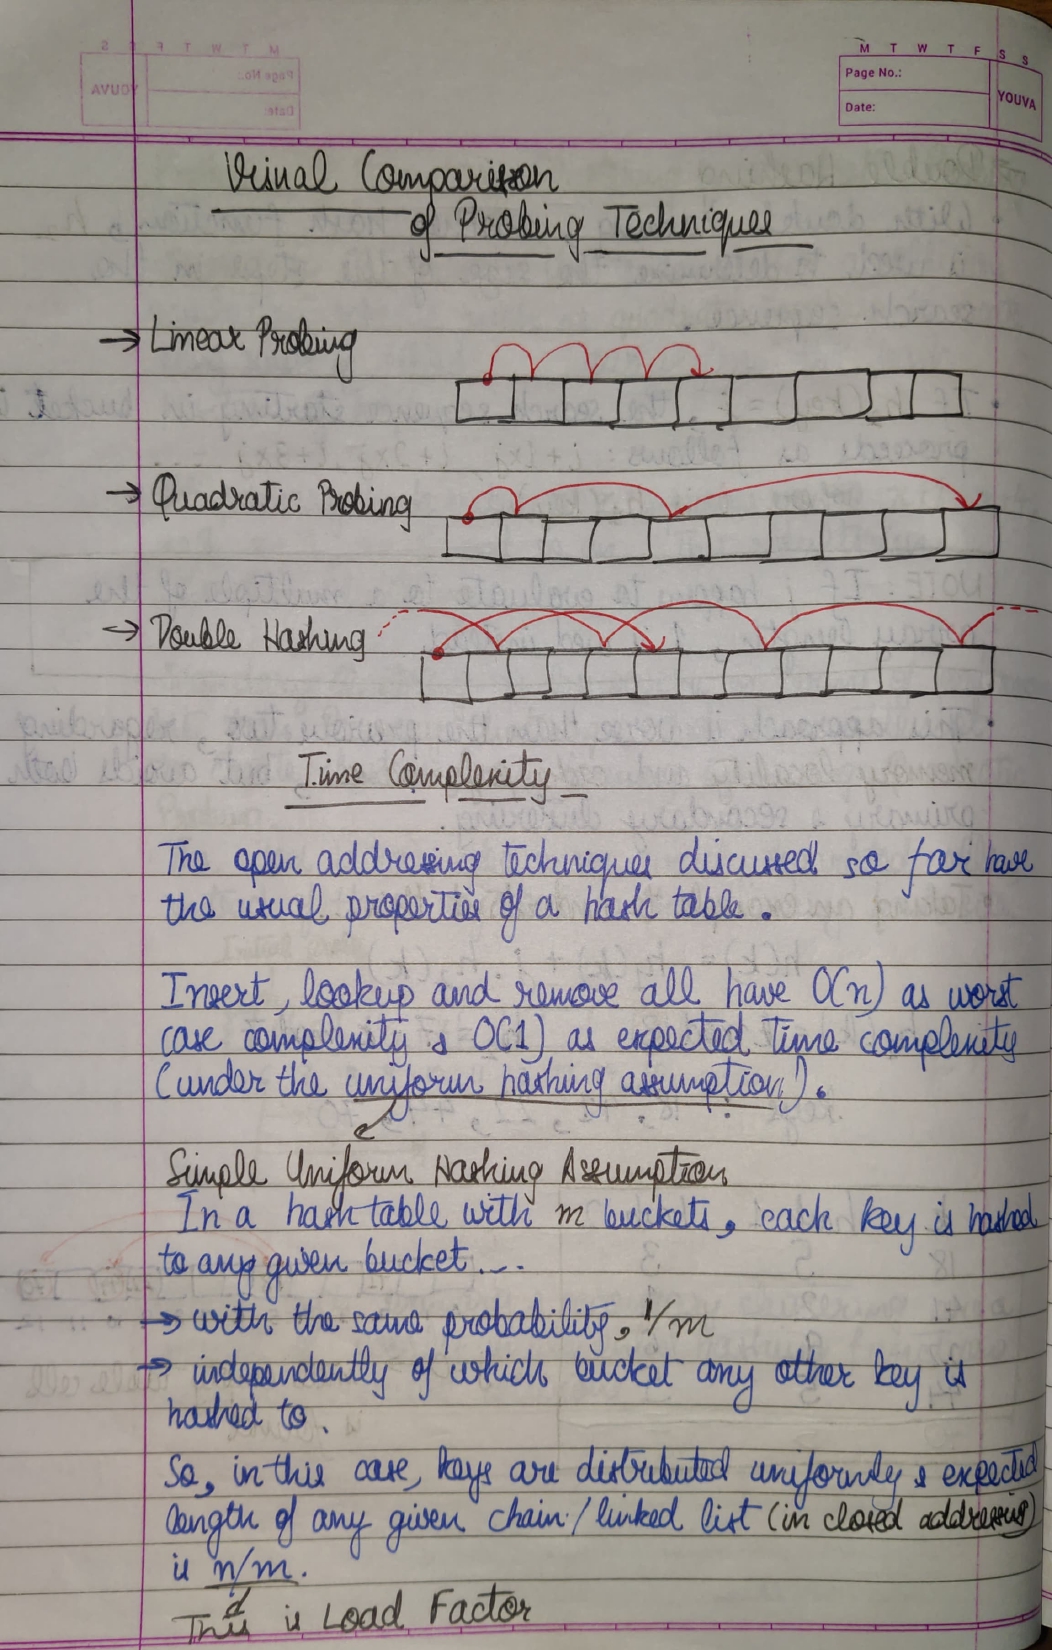 M T W T F S S
Page No.:
Date:
YOUVA
Visual Comparison
of Probing Techniques
→ Linear Probing
→ Quadratic Probing
→ Double Hashing
Time Complexity
The open addressing techniques discussed so far have
the usual properties of a hash table.
Insert, lookup and remove all have O(n) as worst
case complexity & O(1) as expected time complexity
(under the uniform hashing assumption).
Simple Uniform Hashing Assumption
In a hash table with m buckets, each key is hashed
to any given bucket...
→ with the same probability, 1/m
→ independently of which bucket any other key is
hashed to.
So, in this case, keys are distributed uniformly & expected
length of any given chain/linked list (in closed addressing)
is n/m.
This is Load Factor